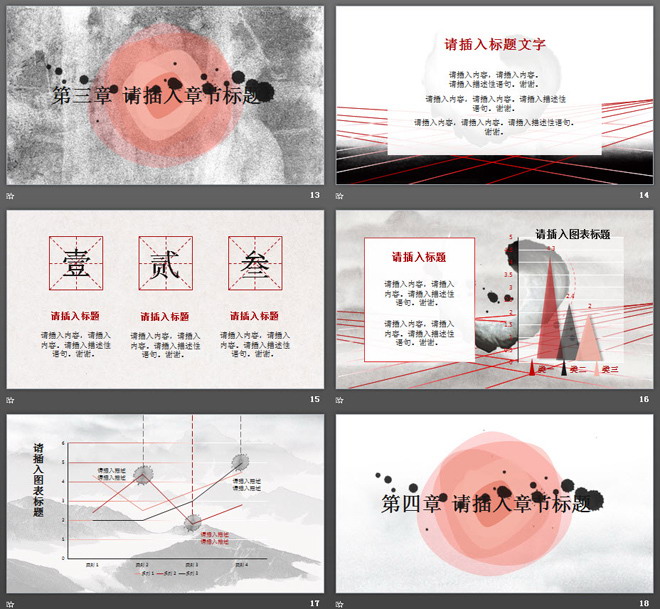 第三章 请插入章节标题
13
请插入标题文字
请插入内容，请插入内容。
请插入描述性语句。谢谢。
请插入内容，请插入内容。请插入描述性
语句。谢谢。
请插入内容，请插入内容。请插入描述性语句。
谢谢。
14
壹
贰
叁
请插入标题
请插入标题
请插入标题
请插入内容，请插入
内容。请插入描述性
语句。谢谢。
请插入内容，请插入
内容。请插入描述性
语句。谢谢。
请插入内容，请插入
内容。请插入描述性
语句。谢谢。
15
请插入标题
请插入内容，请插入
内容。请插入描述性
语句。谢谢。
请插入内容，请插入
内容。请插入描述性
语句。谢谢。
请插入图表标题
5
4.3
3.5
3
2.5
2.4
2
2
类一
类二
类三
16
请插入图表标题
6
5
4
3
2
1
0
请插入描述
请插入描述
请插入描述
请插入描述
请插入描述
请插入描述
类别 1
类别 2
类别 3
类别 4
系列 1
系列 2
系列 3
17
第四章 请插入章节标题
18